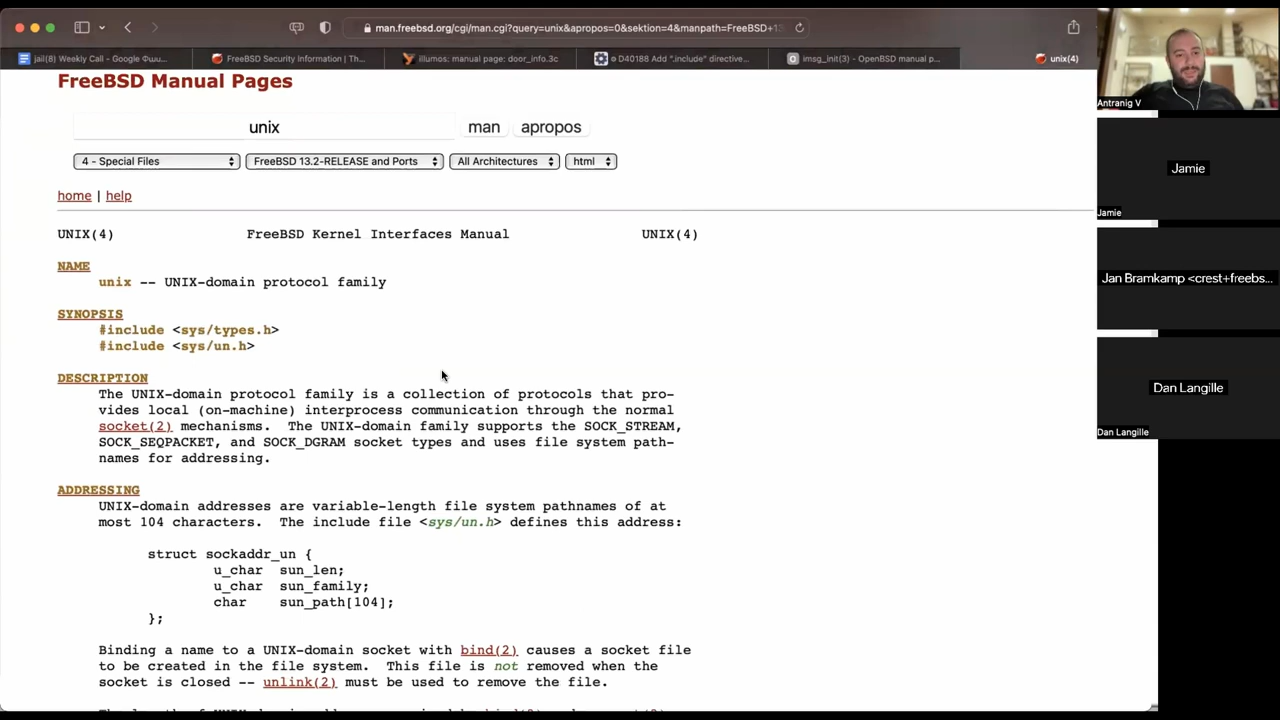 man.freebsd.org/cgi/man.cgi?query=unix&apropos=0&sektion=4&manpath=FreeBSD+13
jail(8) Weekly Call - Google Фши...
FreeBSD Security Information | Th...
illumos: manual page: door_info.3c
D40188 Add ".include" directive...
imsg_init(3) - OpenBSD manual p...
unix(4)
FreeBSD Manual Pages
unix
man
apropos
4 - Special Files
FreeBSD 13.2-RELEASE and Ports
All Architectures
html
home | help
UNIX(4) FreeBSD Kernel Interfaces Manual UNIX(4)
NAME
unix -- UNIX-domain protocol family
SYNOPSIS
#include <sys/types.h>
#include <sys/un.h>
DESCRIPTION
The UNIX-domain protocol family is a collection of protocols that pro-
vides local (on-machine) interprocess communication through the normal
socket(2) mechanisms. The UNIX-domain family supports the SOCK_STREAM,
SOCK_SEQPACKET, and SOCK_DGRAM socket types and uses file system path-
names for addressing.
ADDRESSING
UNIX-domain addresses are variable-length file system pathnames of at
most 104 characters. The include file <sys/un.h> defines this address:
struct sockaddr_un {
u_char sun_len;
u_char sun_family;
char sun_path[104];
};
Binding a name to a UNIX-domain socket with bind(2) causes a socket file
to be created in the file system. This file is not removed when the
socket is closed -- unlink(2) must be used to remove the file.
Antranig V
Jamie
Jamie
Jan Bramkamp <crest+freebs...
Dan Langille
Dan Langille